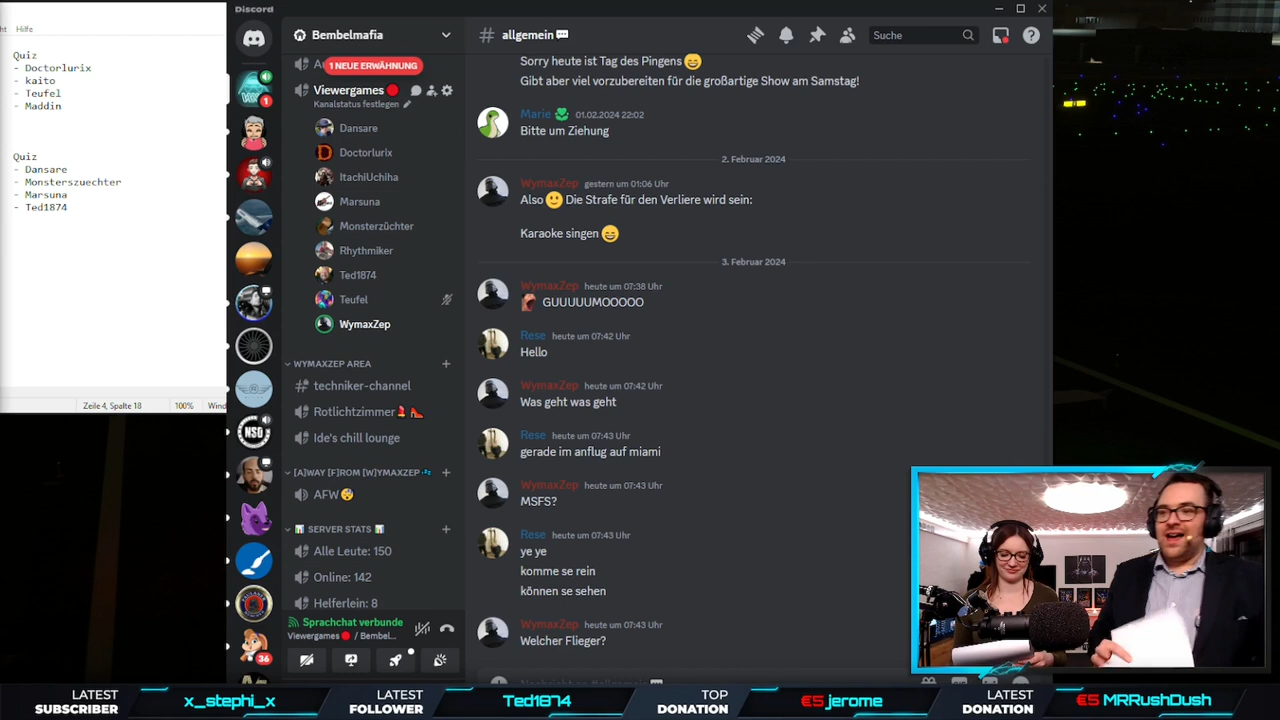 Hilfe
Quiz
- Doctorlurix
- kaito
- Teufel
- Maddin
Quiz
- Dansare
- Monsterszuechter
- Marsuna
- Ted1874
Zeile 4, Spalte 18
100%
Wind
Discord
1
NSO
36
Bembelmafia
1 NEUE ERWÄHNUNG
Viewergames
Kanalstatus festlegen
Dansare
Doctorlurix
ItachiUchiha
Marsuna
Monsterzüchter
Rhythmiker
Ted1874
Teufel
WymaxZep
WYMAXZEP AREA
techniker-channel
Rotlichtzimmer💃👠
Ide's chill lounge
[A]WAY [F]ROM [W]YMAXZEP💤
AFW😴
📊 SERVER STATS 📊
Alle Leute: 150
Online: 142
Helferlein: 8
Sprachchat verbunde
Viewergames🔴 / Bembel...
# allgemein💬
Suche
Sorry heute ist Tag des Pingens😄
Gibt aber viel vorzubereiten für die großartige Show am Samstag!
Marie 01.02.2024 22:02
Bitte um Ziehung
2. Februar 2024
WymaxZep gestern um 01:06 Uhr
Also 🙂 Die Strafe für den Verliere wird sein:
Karaoke singen 😄
3. Februar 2024
WymaxZep heute um 07:38 Uhr
GUUUUUMOOOOO
Rese heute um 07:42 Uhr
Hello
WymaxZep heute um 07:42 Uhr
Was geht was geht
Rese heute um 07:43 Uhr
gerade im anflug auf miami
WymaxZep heute um 07:43 Uhr
MSFS?
Rese heute um 07:43 Uhr
ye ye
komme se rein
können se sehen
WymaxZep heute um 07:43 Uhr
Welcher Flieger?
LATEST SUBSCRIBER
x_stephi_x
LATEST FOLLOWER
Ted1874
TOP DONATION
€5 jerome
LATEST DONATION
€5 MRRushDush